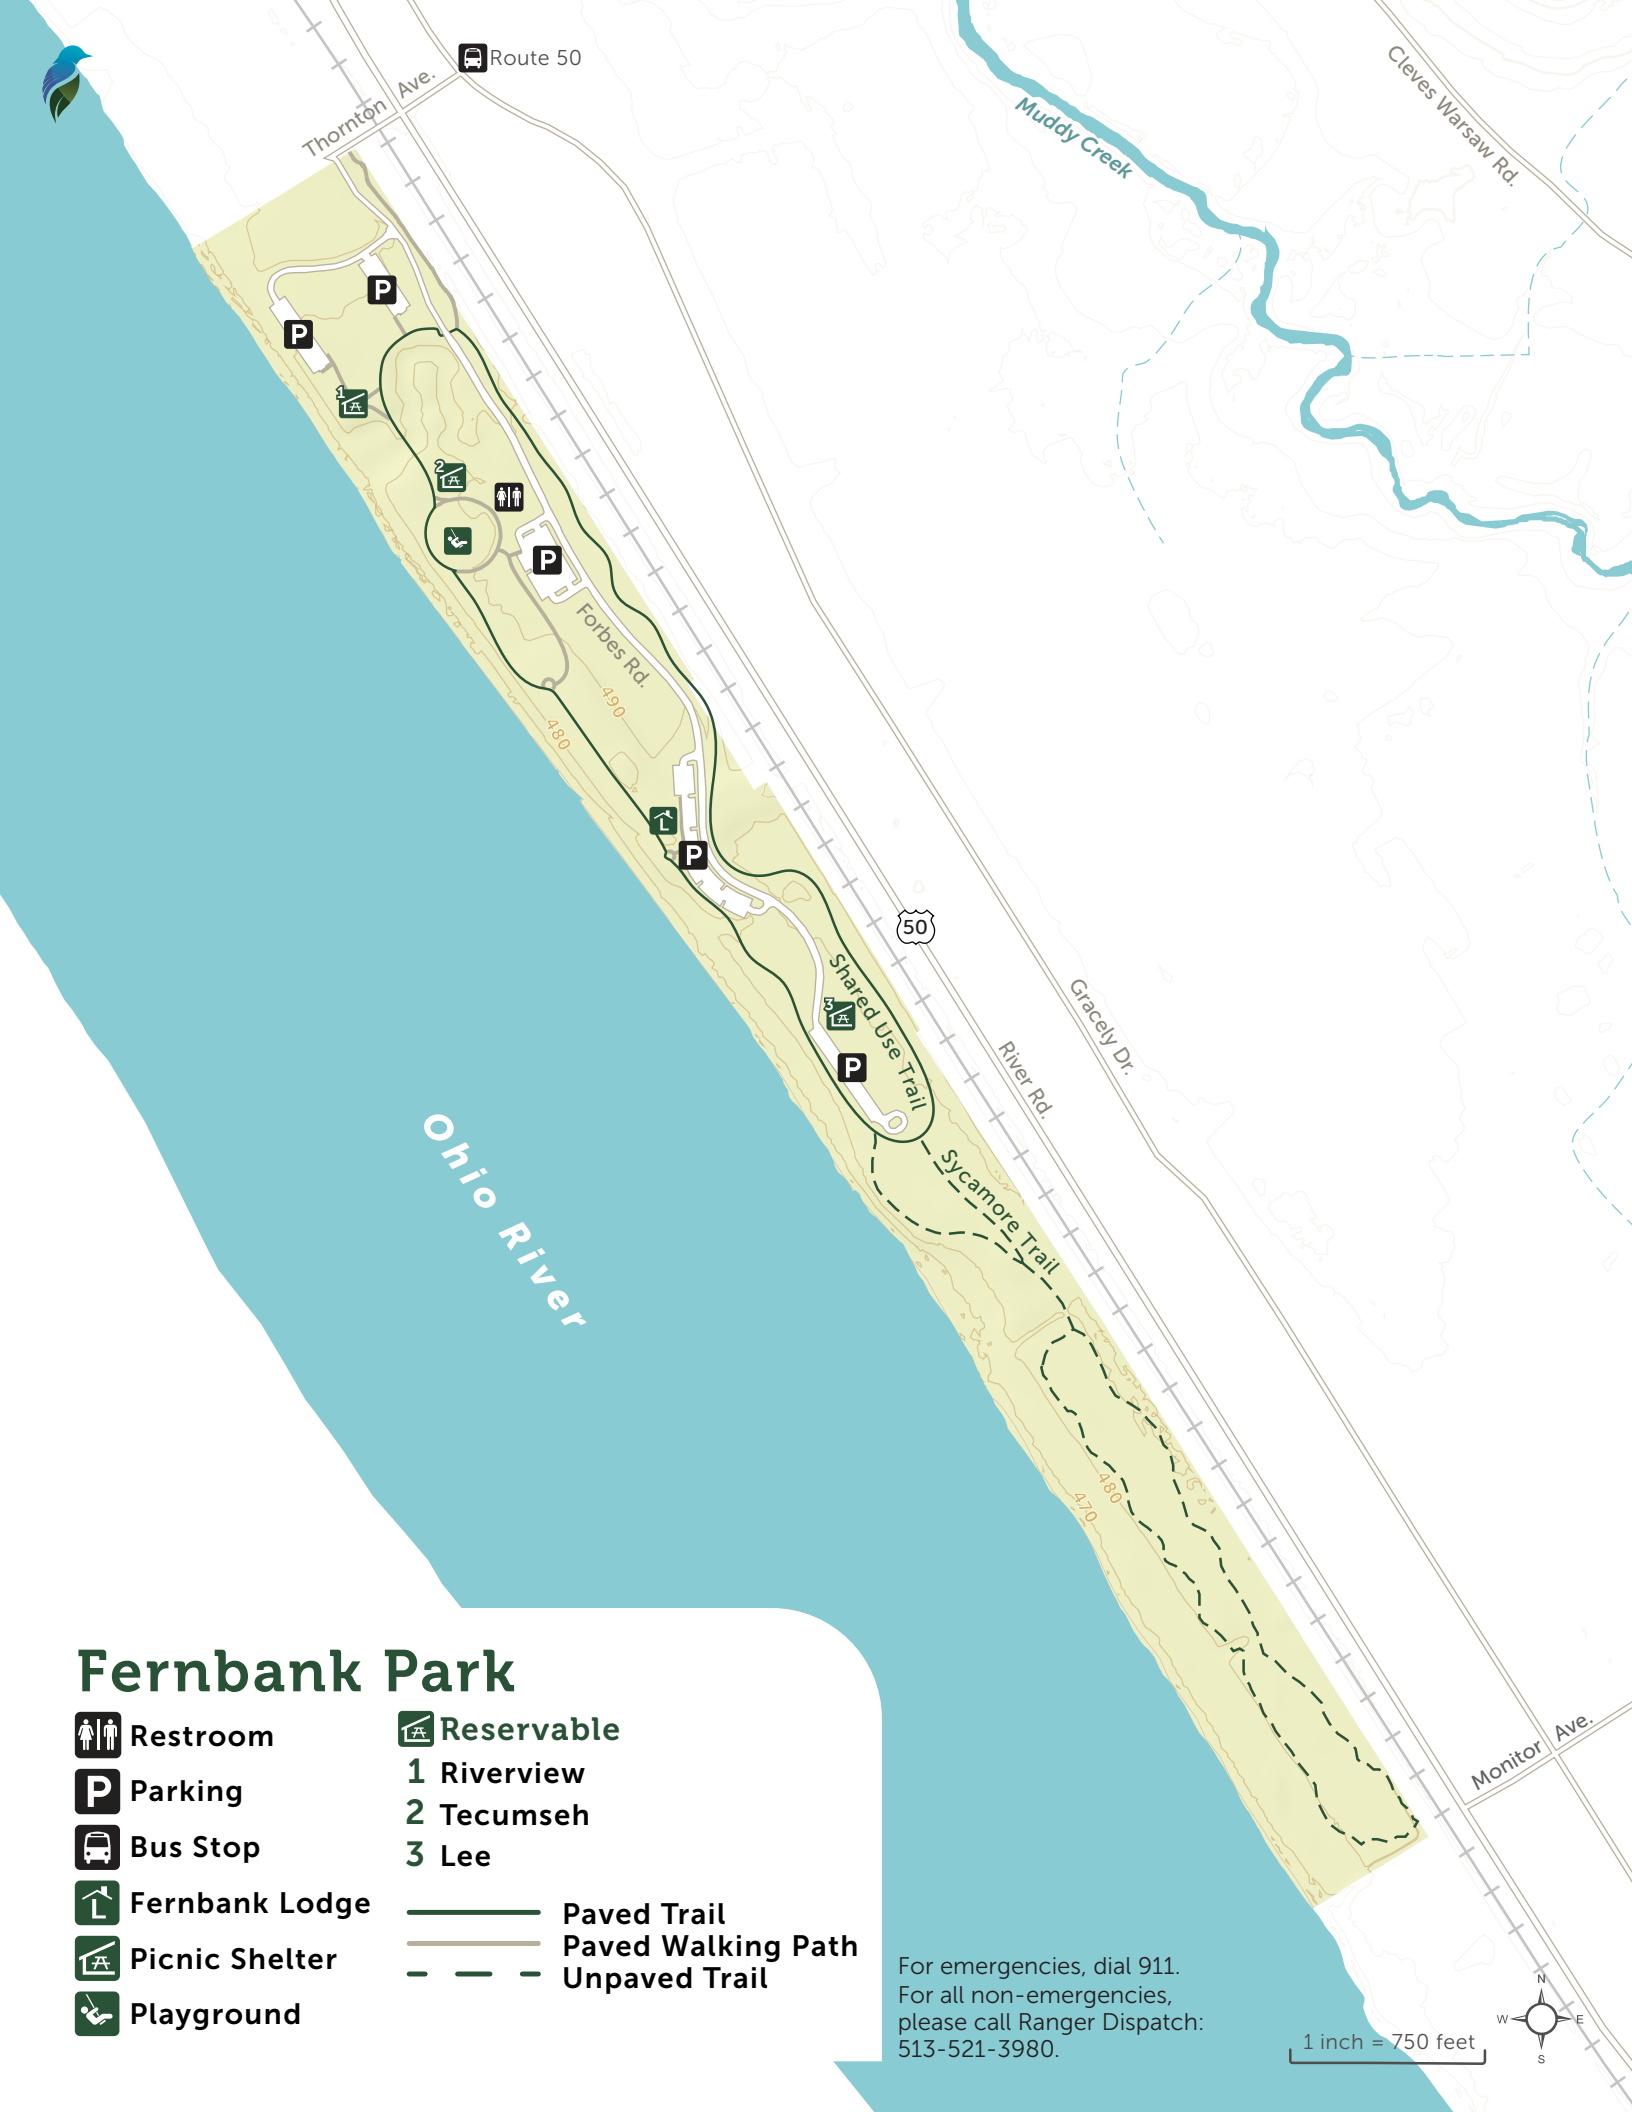 Route 50
Thornton Ave.
Cleves Warsaw Rd.
Muddy Creek
P
P
1
2
P
Forbes Rd.
490
480
L
P
50
Shared Use Trail
3
P
Gracely Dr.
River Rd.
Ohio River
Sycamore Trail
480
470
Monitor Ave.
Fernbank Park
Restroom
P Parking
Bus Stop
L Fernbank Lodge
Picnic Shelter
Playground
Reservable
1 Riverview
2 Tecumseh
3 Lee
Paved Trail
Paved Walking Path
Unpaved Trail
For emergencies, dial 911.
For all non-emergencies,
please call Ranger Dispatch:
513-521-3980.
1 inch = 750 feet
N
W E
S